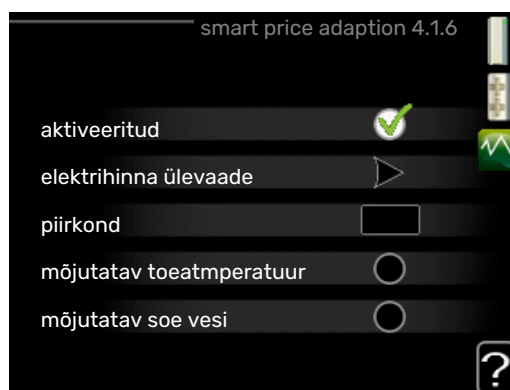 smart price adaption 4.1.6
aktiveeritud
elektrihinna ülevaade
piirkond
mõjutatav toeatmperatuur
mõjutatav soe vesi
?